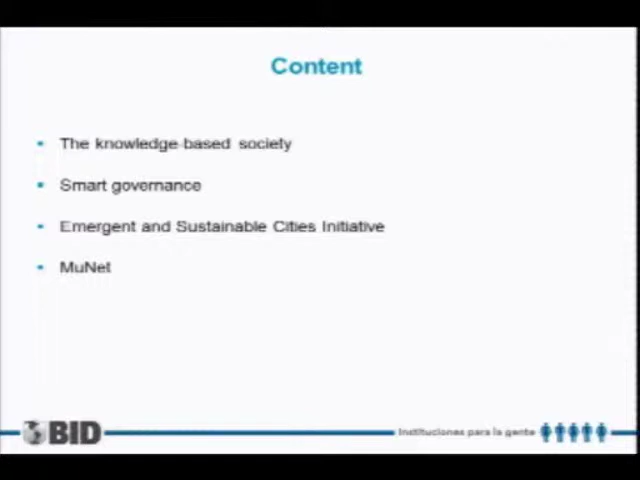 Content
The knowledge-based society
Smart governance
Emergent and Sustainable Cities Initiative
MuNet
BID
Instituciones para la gente